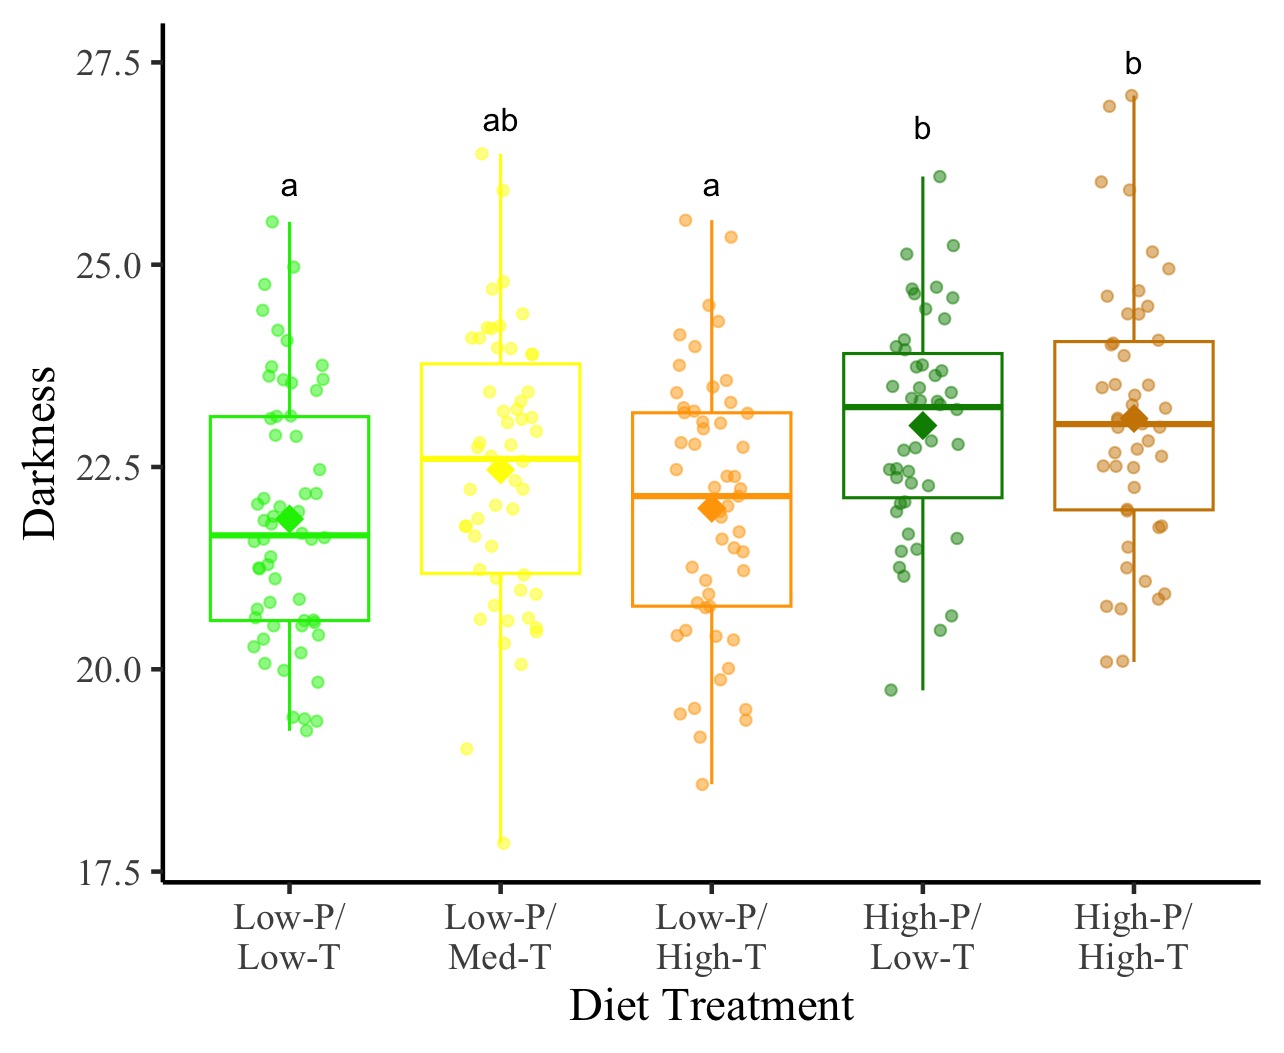 27.5
25.0
22.5
20.0
17.5
Darkness
a
ab
a
b
b
Low-P/
Low-T
Low-P/
Med-T
Low-P/
High-T
High-P/
Low-T
High-P/
High-T
Diet Treatment